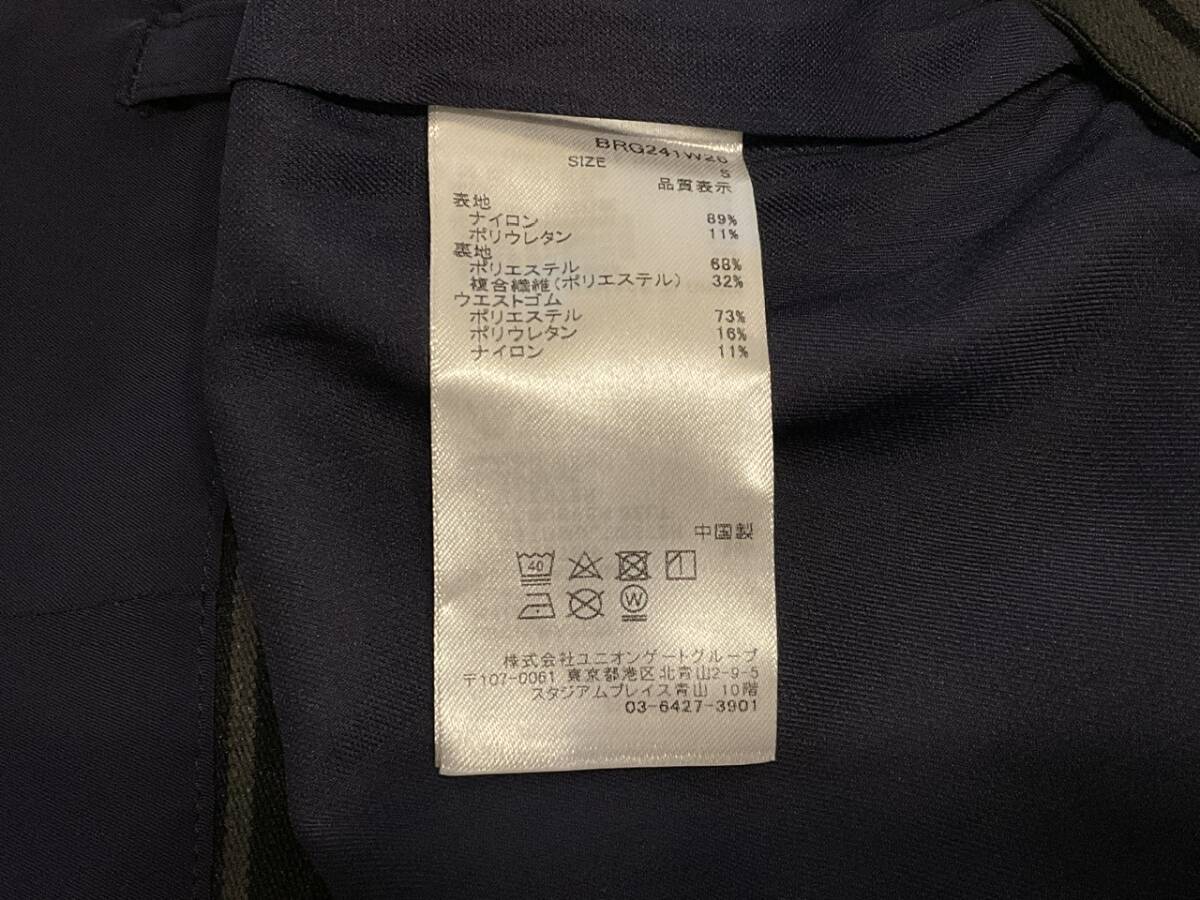 BRG241W26
SIZE S
品質表示
表地
ナイロン 89%
ポリウレタン 11%
裏地
ポリエステル 68%
複合繊維(ポリエステル) 32%
ウエストゴム
ポリエステル 73%
ポリウレタン 16%
ナイロン 11%
中国製
40
W
株式会社ユニオンゲートグループ
〒107-0061 東京都港区北青山2-9-5
スタジアムプレイス青山 10階
03-6427-3901